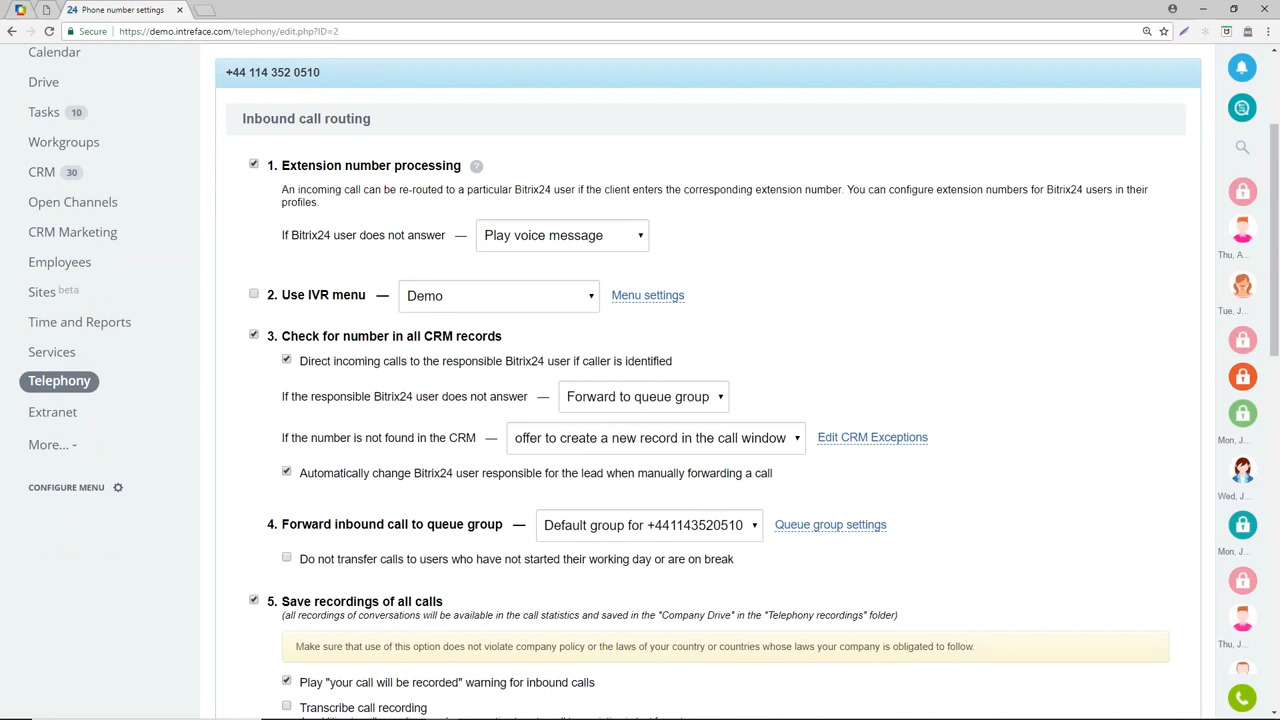 24 Phone number settings
Secure https://demo.intreface.com/telephony/edit.php?ID=2
Calendar
Drive
Tasks 10
Workgroups
CRM 30
Open Channels
CRM Marketing
Employees
Sites beta
Time and Reports
Services
Telephony
Extranet
More...
CONFIGURE MENU
+44 114 352 0510
Inbound call routing
1. Extension number processing ?
An incoming call can be re-routed to a particular Bitrix24 user if the client enters the corresponding extension number. You can configure extension numbers for Bitrix24 users in their
profiles.
If Bitrix24 user does not answer — Play voice message
2. Use IVR menu — Demo Menu settings
3. Check for number in all CRM records
Direct incoming calls to the responsible Bitrix24 user if caller is identified
If the responsible Bitrix24 user does not answer — Forward to queue group
If the number is not found in the CRM — offer to create a new record in the call window Edit CRM Exceptions
Automatically change Bitrix24 user responsible for the lead when manually forwarding a call
4. Forward inbound call to queue group — Default group for +441143520510 Queue group settings
Do not transfer calls to users who have not started their working day or are on break
5. Save recordings of all calls
(all recordings of conversations will be available in the call statistics and saved in the "Company Drive" in the "Telephony recordings" folder)
Make sure that use of this option does not violate company policy or the laws of your country or countries whose laws your company is obligated to follow.
Play "your call will be recorded" warning for inbound calls
Transcribe call recording
Thu, A...
Tue, J...
Mon, J...
Wed, J...
Mon, J...
Thu, J...